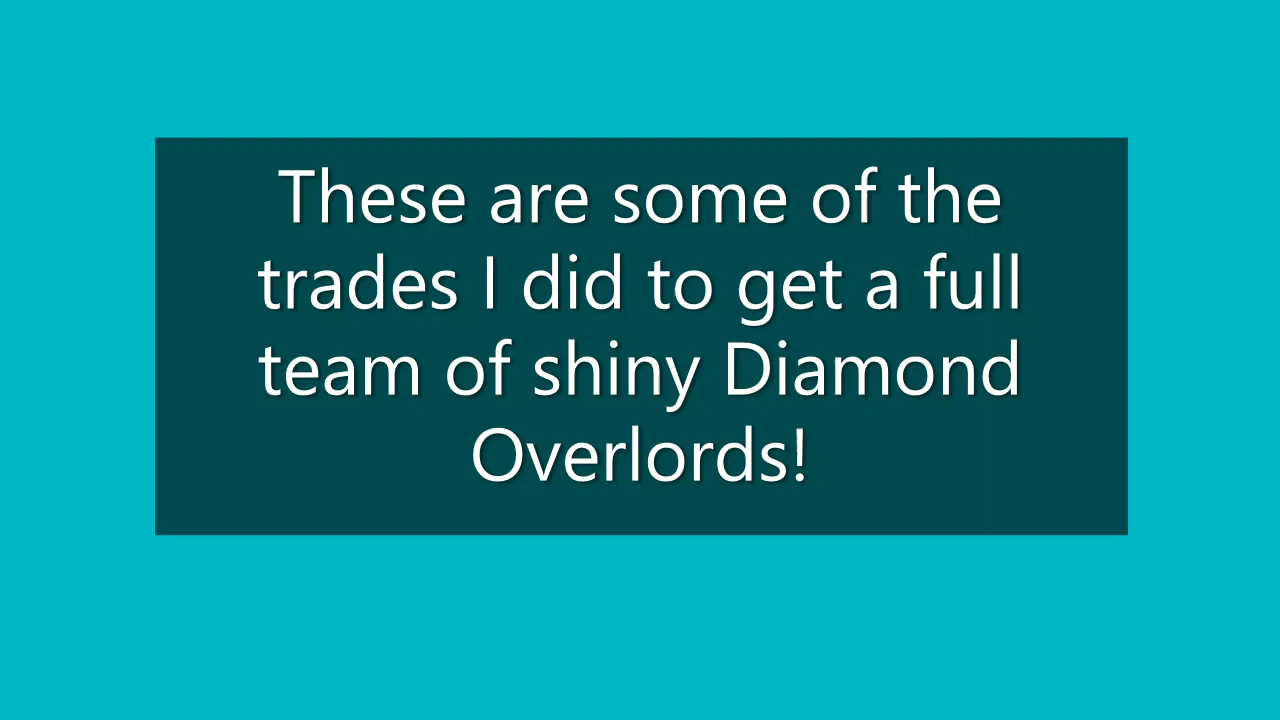 These are some of the
trades I did to get a full
team of shiny Diamond
Overlords!